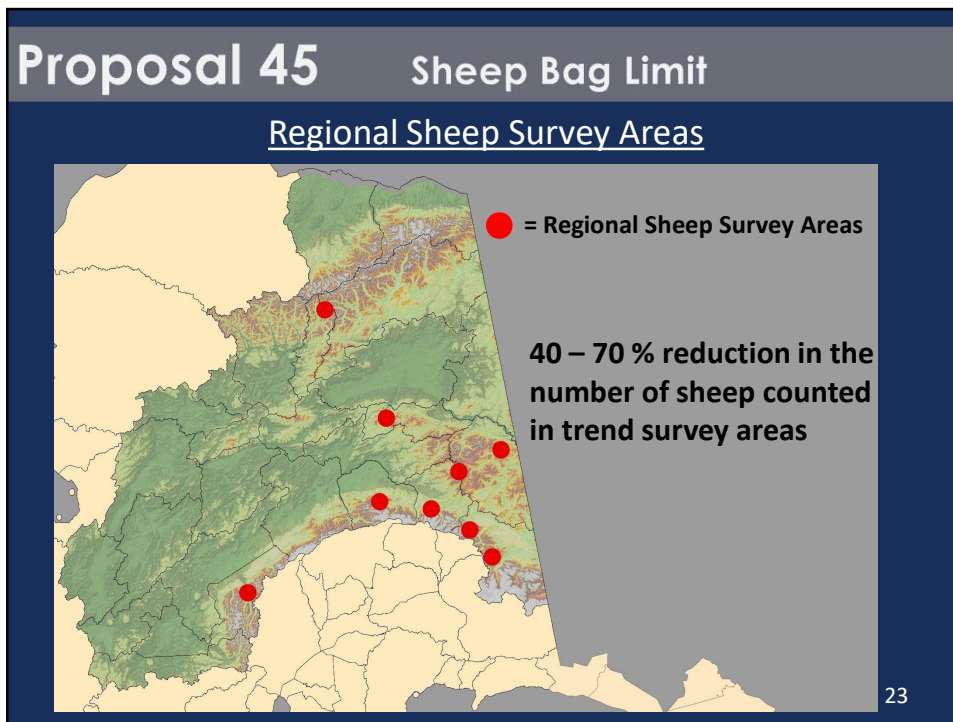 Proposal 45 Sheep Bag Limit
Regional Sheep Survey Areas
= Regional Sheep Survey Areas
40 – 70 % reduction in the
number of sheep counted
in trend survey areas
23